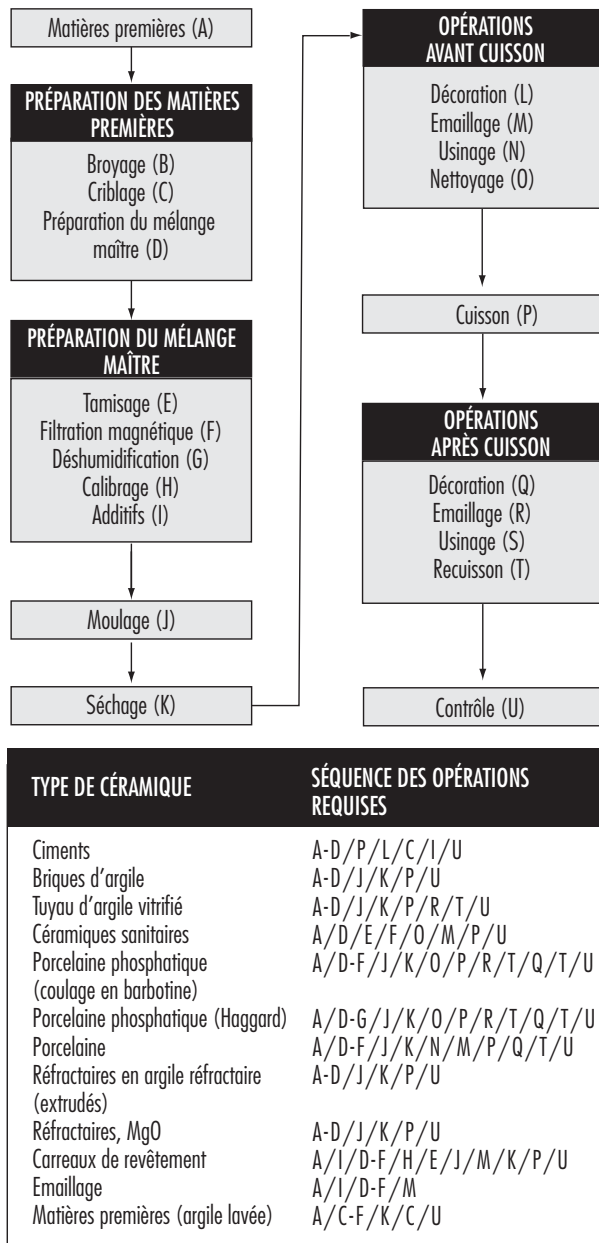 Matières premières (A)
PRÉPARATION DES MATIÈRES
PREMIÈRES
Broyage (B)
Criblage (C)
Préparation du mélange
maître (D)
PRÉPARATION DU MÉLANGE
MAÎTRE
Tamisage (E)
Filtration magnétique (F)
Déshumidification (G)
Calibrage (H)
Additifs (I)
Moulage (J)
Séchage (K)
OPÉRATIONS
AVANT CUISSON
Décoration (L)
Emaillage (M)
Usinage (N)
Nettoyage (O)
Cuisson (P)
OPÉRATIONS
APRÈS CUISSON
Décoration (Q)
Emaillage (R)
Usinage (S)
Recuisson (T)
Contrôle (U)
TYPE DE CÉRAMIQUE SÉQUENCE DES OPÉRATIONS
REQUISES
Ciments A-D/P/L/C/I/U
Briques d'argile A-D/J/K/P/U
Tuyau d'argile vitrifié A-D/J/K/P/R/T/U
Céramiques sanitaires A/D/E/F/O/M/P/U
Porcelaine phosphatique A/D-F/J/K/O/P/R/T/Q/T/U
(coulage en barbotine)
Porcelaine phosphatique (Haggard) A/D-G/J/K/O/P/R/T/Q/T/U
Porcelaine A/D-F/J/K/N/M/P/Q/T/U
Réfractaires en argile réfractaire A-D/J/K/P/U
(extrudés)
Réfractaires, MgO A-D/J/K/P/U
Carreaux de revêtement A/I/D-F/H/E/J/M/K/P/U
Emaillage A/I/D-F/M
Matières premières (argile lavée) A/C-F/K/C/U